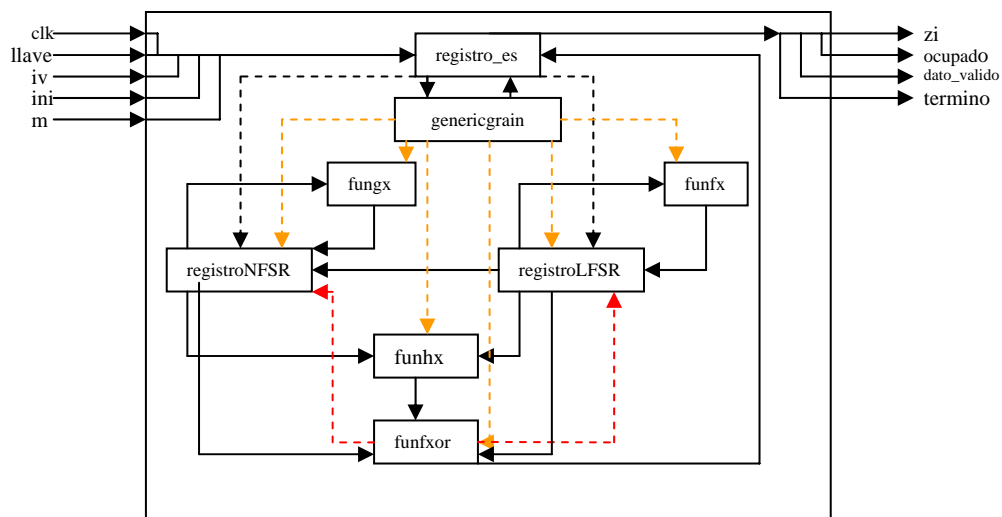 clk
llave
iv
ini
m
registro_es
zi
ocupado
dato_valido
termino
genericgrain
fungx
funfx
registroNFSR
registroLFSR
funhx
funfxor